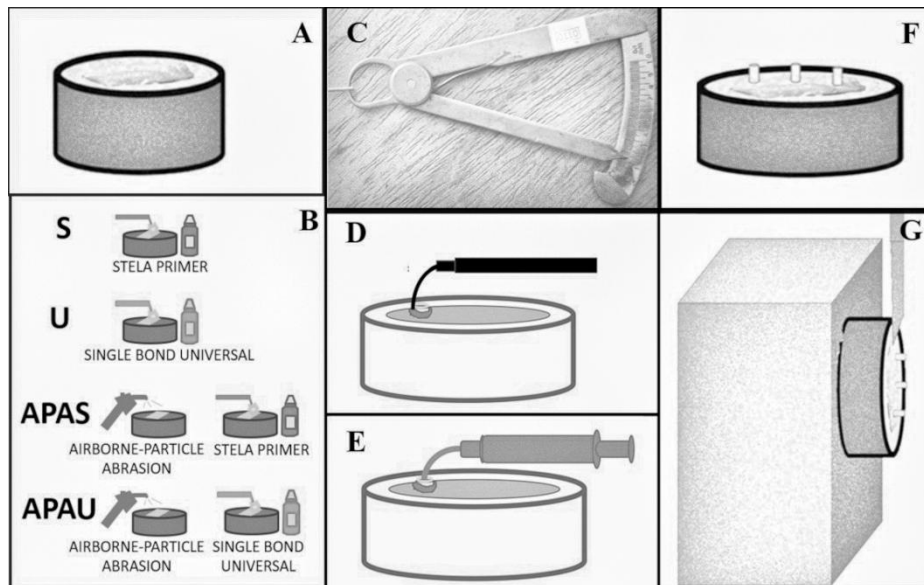 A
B
S
STELA PRIMER
U
SINGLE BOND UNIVERSAL
APAS
AIRBORNE-PARTICLE
ABRASION
STELA PRIMER
APAU
AIRBORNE-PARTICLE
ABRASION
SINGLE BOND
UNIVERSAL
C
D
E
F
G